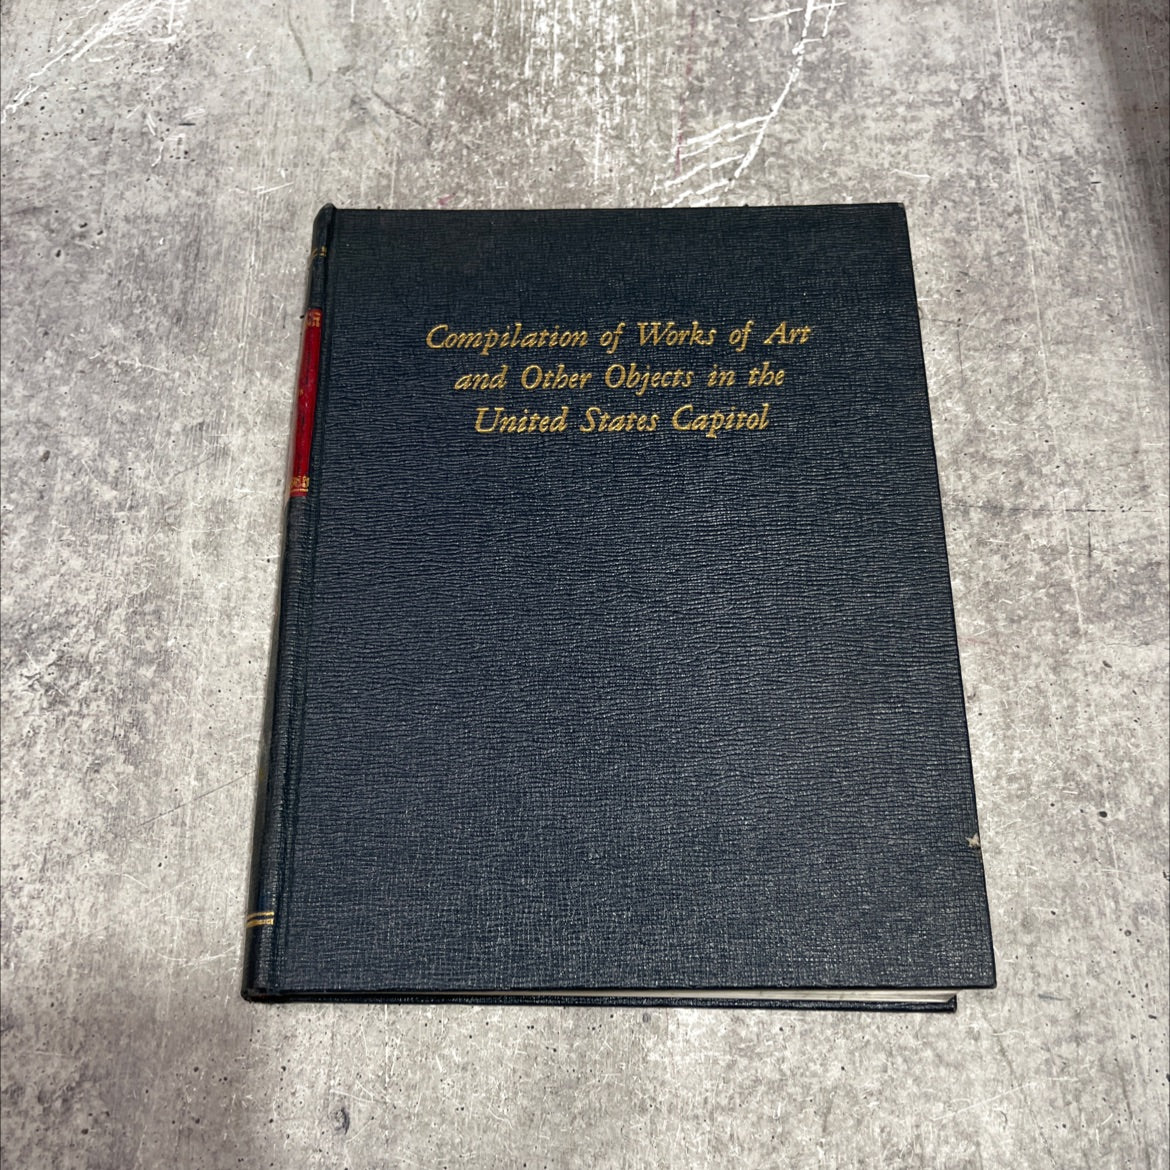 Compilation of Works of Art
and Other Objects in the
United States Capitol